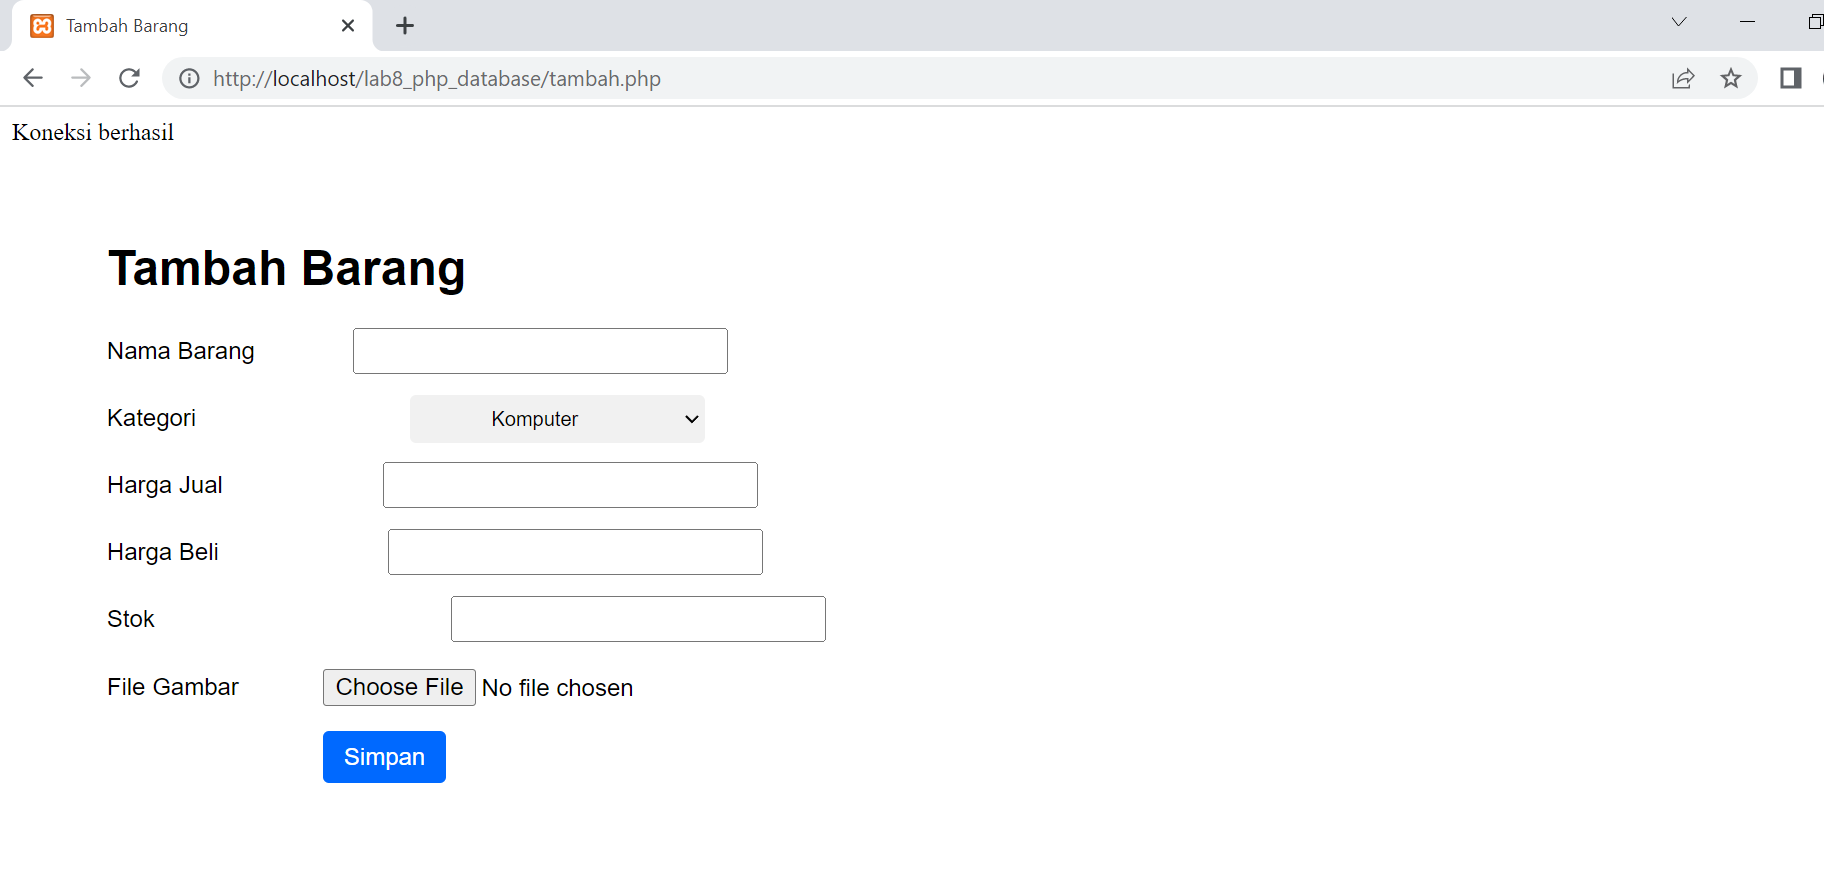 Tambah Barang
http://localhost/lab8_php_database/tambah.php
Koneksi berhasil
Tambah Barang
Nama Barang
Kategori Komputer
Harga Jual
Harga Beli
Stok
File Gambar Choose File No file chosen
Simpan